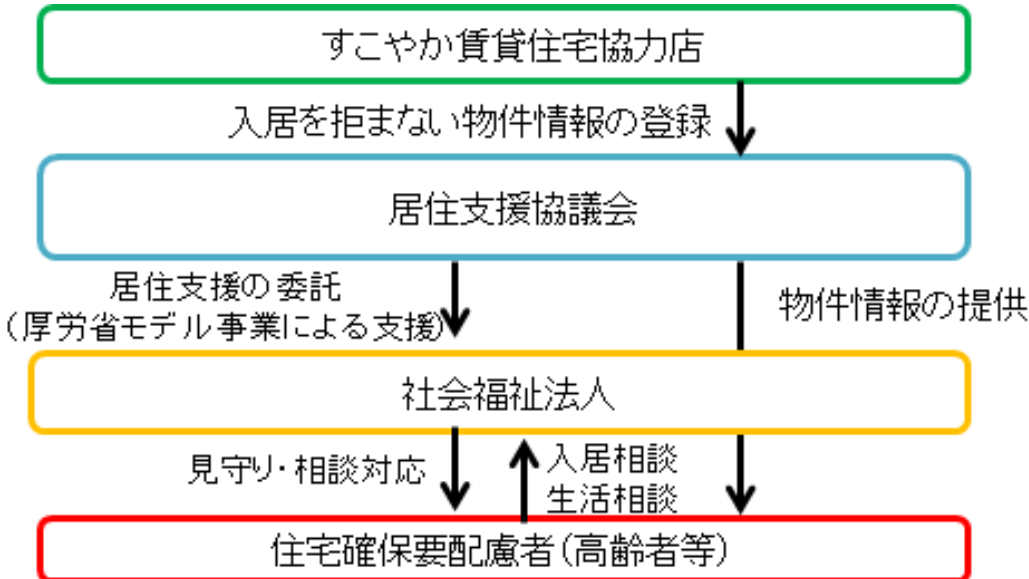 すこやか賃貸住宅協力店
入居を拒まない物件情報の登録
居住支援協議会
居住支援の委託
（厚労省モデル事業による支援）
物件情報の提供
社会福祉法人
見守り・相談対応
入居相談
生活相談
住宅確保要配慮者（高齢者等）